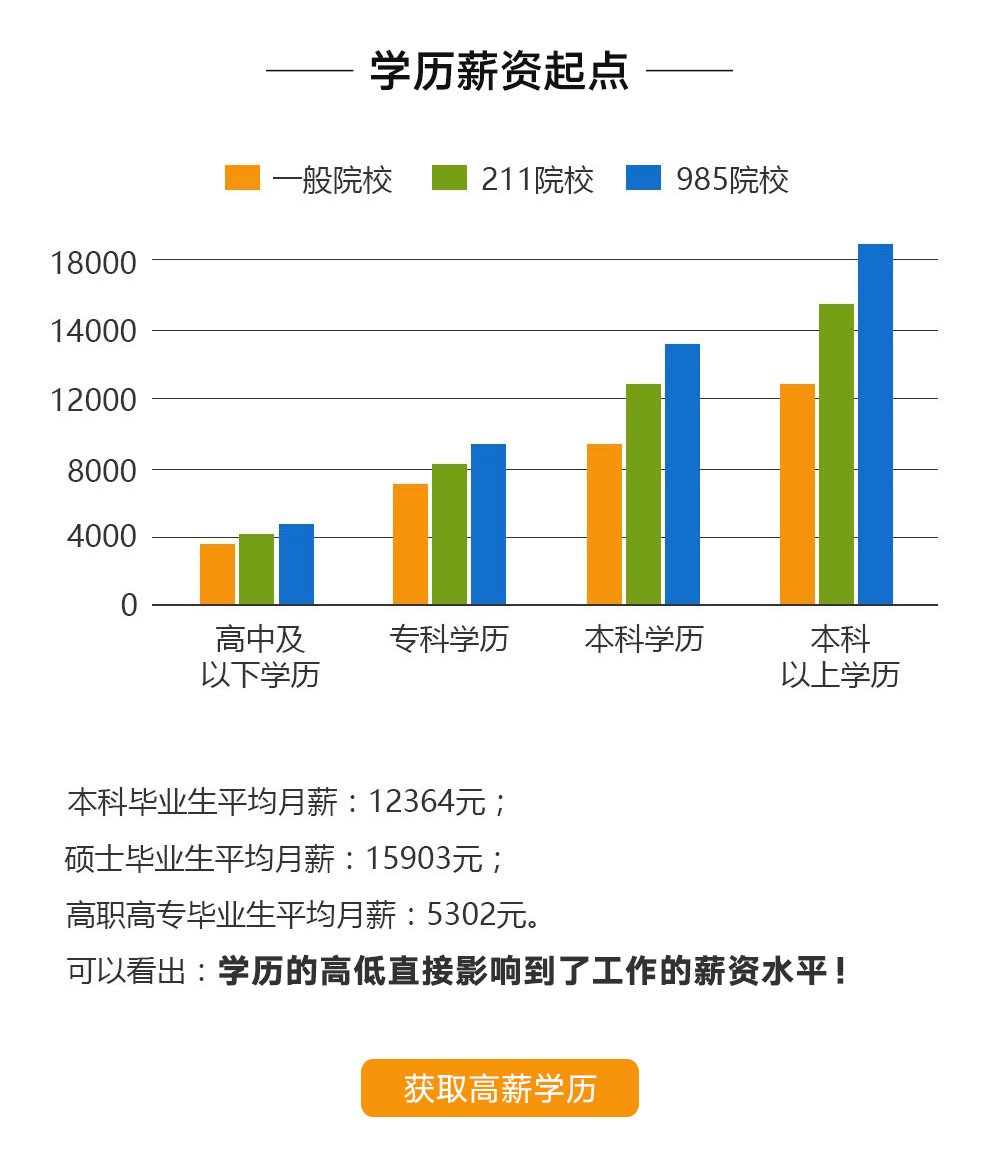 学历薪资起点
一般院校 211院校 985院校
18000
14000
12000
8000
4000
0
高中及
以下学历
专科学历
本科学历
本科
以上学历
本科毕业生平均月薪：12364元；
硕士毕业生平均月薪：15903元；
高职高专毕业生平均月薪：5302元。
可以看出：学历的高低直接影响到了工作的薪资水平！
获取高薪学历